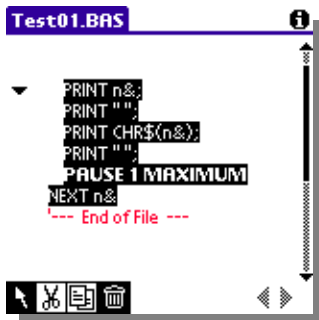 Test01.BAS
PRINT n&;
PRINT " ";
PRINT CHR$(n&);
PRINT " ";
PAUSE 1 MAXIMUM
NEXT n&
'--- End of File ---